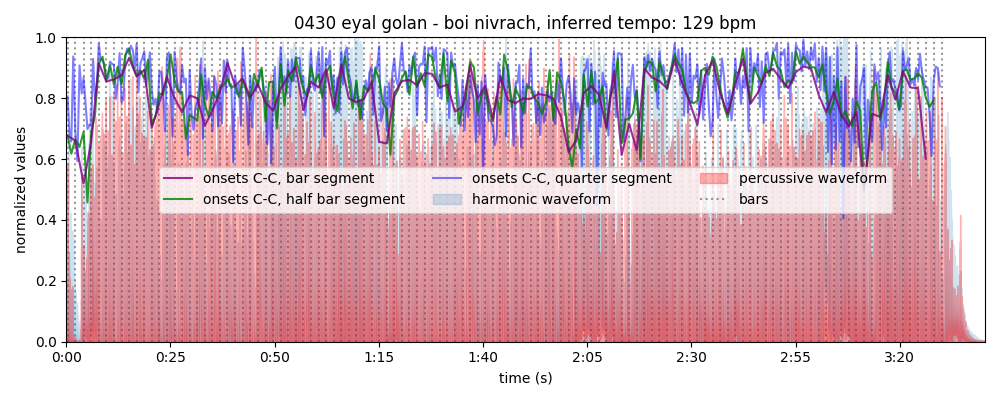 0430 eyal golan - boi nivrach, inferred tempo: 129 bpm
1.0
0.8
0.6
0.4
0.2
0.0
normalized values
onsets C-C, bar segment
onsets C-C, half bar segment
onsets C-C, quarter segment
harmonic waveform
percussive waveform
bars
0:00 0:25 0:50 1:15 1:40 2:05 2:30 2:55 3:20
time (s)